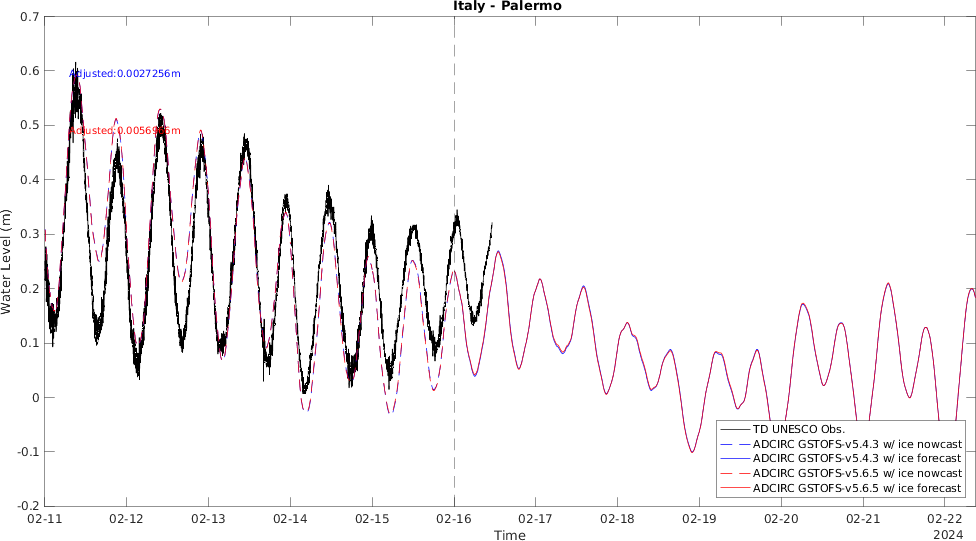 Italy - Palermo
0.7
0.6
0.5
0.4
0.3
0.2
0.1
0
-0.1
-0.2
Water Level (m)
Adjusted:0.0027256m
TD UNESCO Obs.
ADCIRC GSTOFS-v5.4.3 w/ ice nowcast
ADCIRC GSTOFS-v5.4.3 w/ ice forecast
ADCIRC GSTOFS-v5.6.5 w/ ice nowcast
ADCIRC GSTOFS-v5.6.5 w/ ice forecast
02-11 02-12 02-13 02-14 02-15 02-16 02-17 02-18 02-19 02-20 02-21 02-22
Time
2024